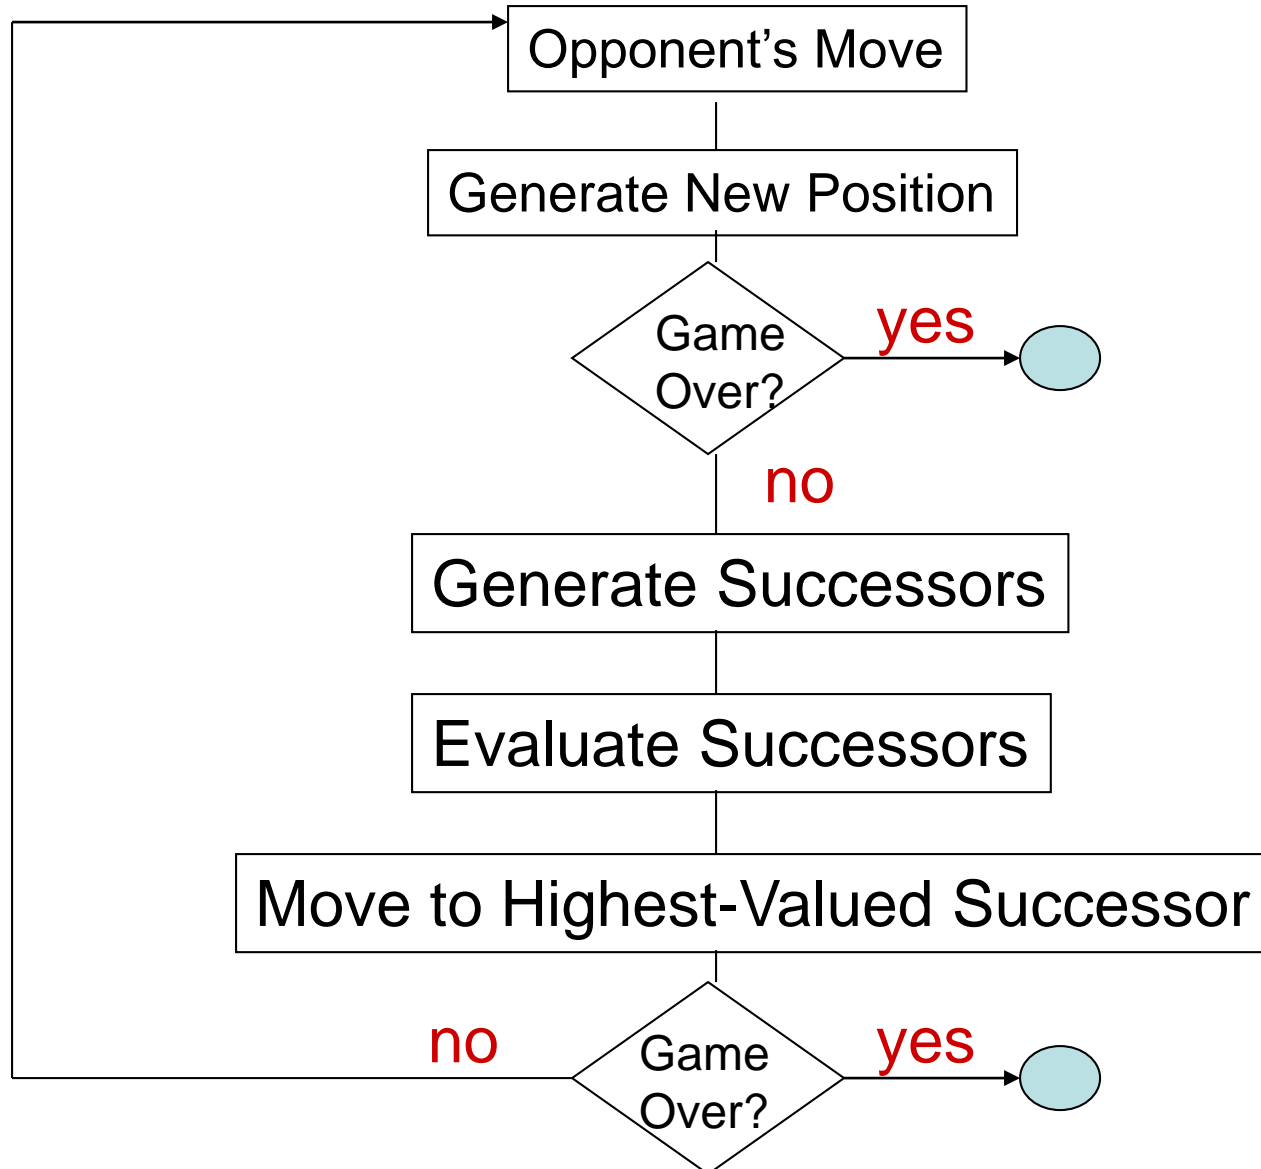 Opponent’s Move
Generate New Position
Game
Over?
yes
no
Generate Successors
Evaluate Successors
Move to Highest-Valued Successor
no
Game
Over?
yes